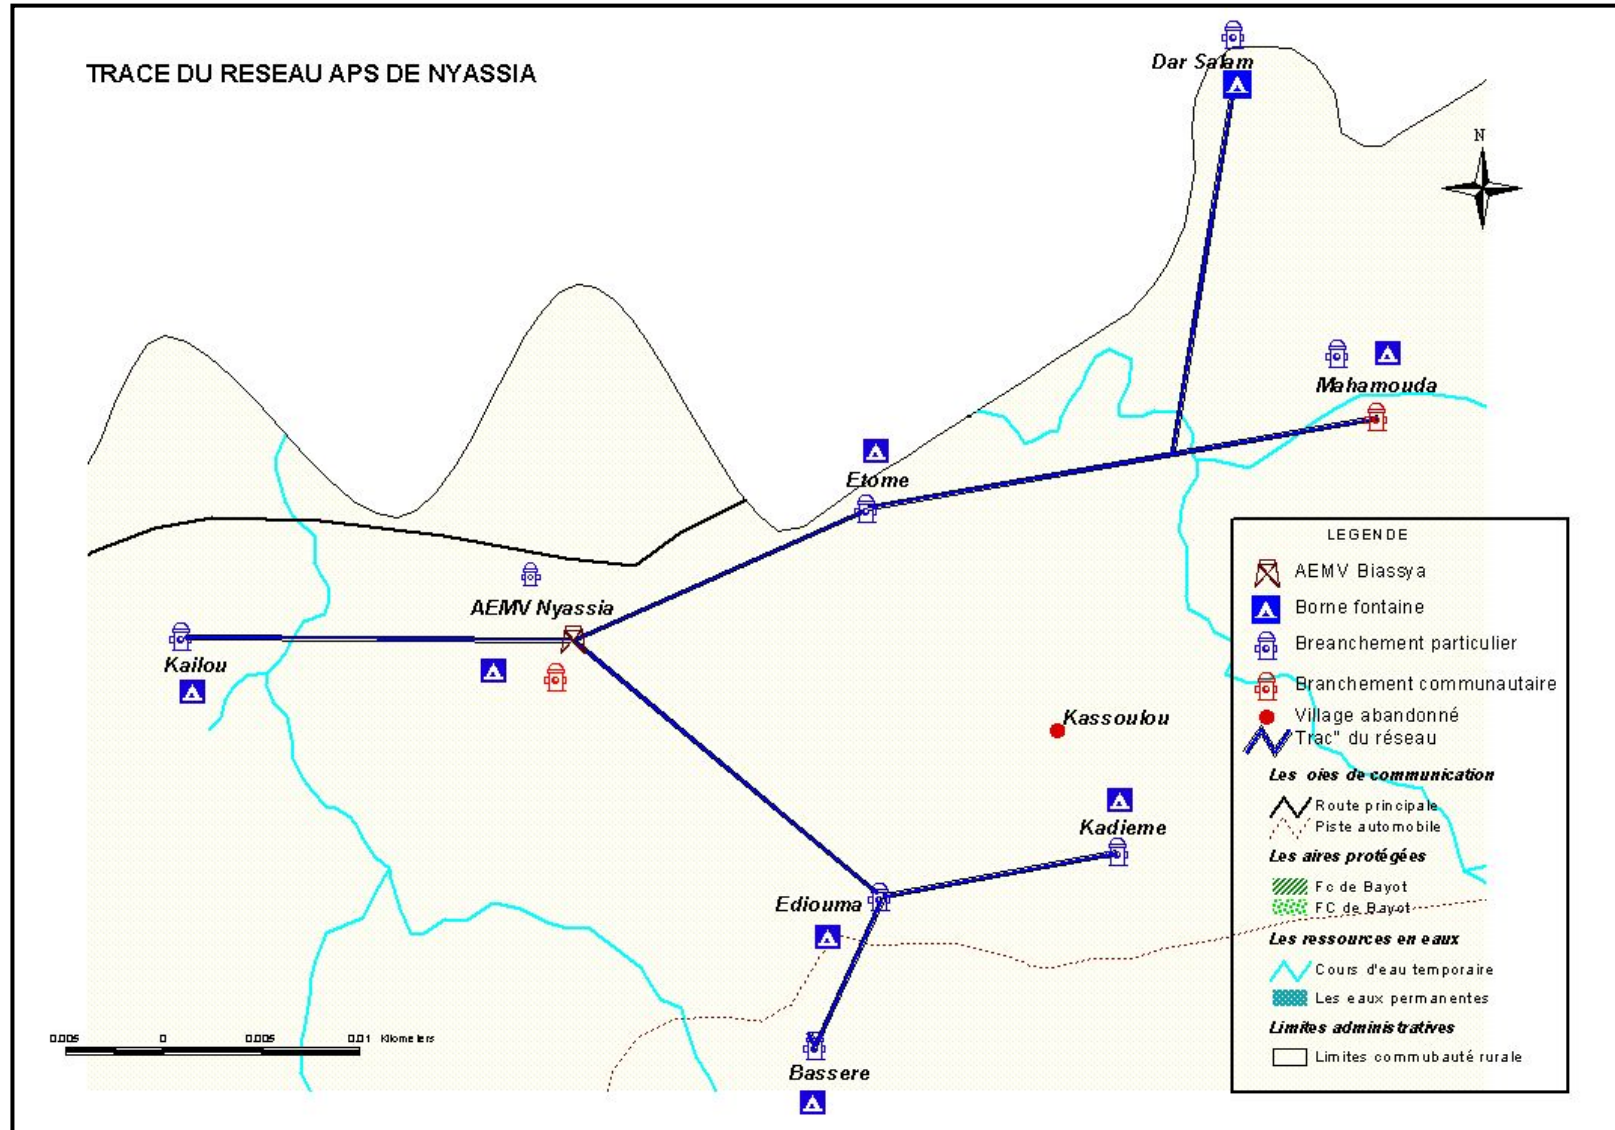 TRACE DU RESEAU APS DE NYASSIA
Dar Salam
N
Mahamouda
Etome
AEMV Nyassia
Kailou
Kassoulou
Kadieme
Ediouma
Bassere
0.005 0 0.005 0.01 Kilometers
LEGENDE
AEMV Biassya
Borne fontaine
Breanchement particulier
Branchement communautaire
Village abandonné
Trac" du réseau
Les oies de communication
Route principale
Piste automobile
Les aires protégées
Fc de Bayot
FC de Bayot
Les ressources en eaux
Cours d'eau temporaire
Les eaux permanentes
Limites administratives
Limites commubauté rurale